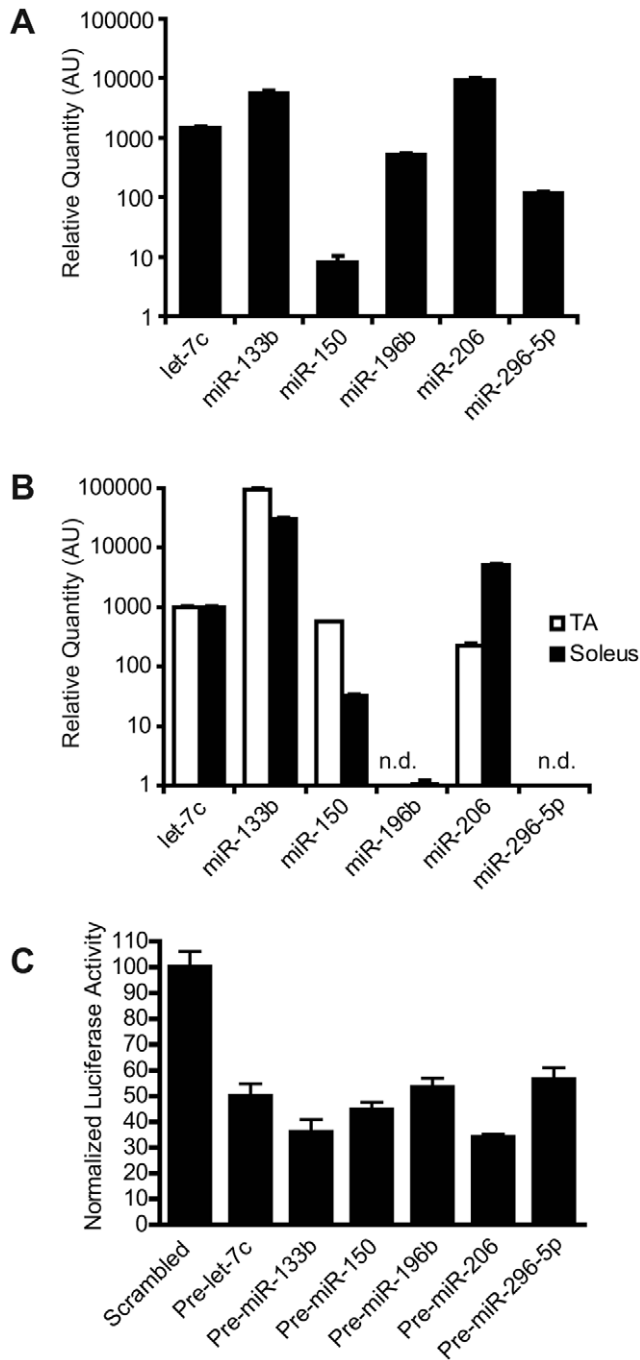 A
Relative Quantity (AU)
100000
10000
1000
100
10
1
let-7c
miR-133b
miR-150
miR-196b
miR-206
miR-296-5p
B
Relative Quantity (AU)
100000
10000
1000
100
10
1
TA
Soleus
n.d.
n.d.
let-7c
miR-133b
miR-150
miR-196b
miR-206
miR-296-5p
C
Normalized Luciferase Activity
110
100
90
80
70
60
50
40
30
20
10
0
Scrambled
Pre-let-7c
Pre-miR-133b
Pre-miR-150
Pre-miR-196b
Pre-miR-206
Pre-miR-296-5p